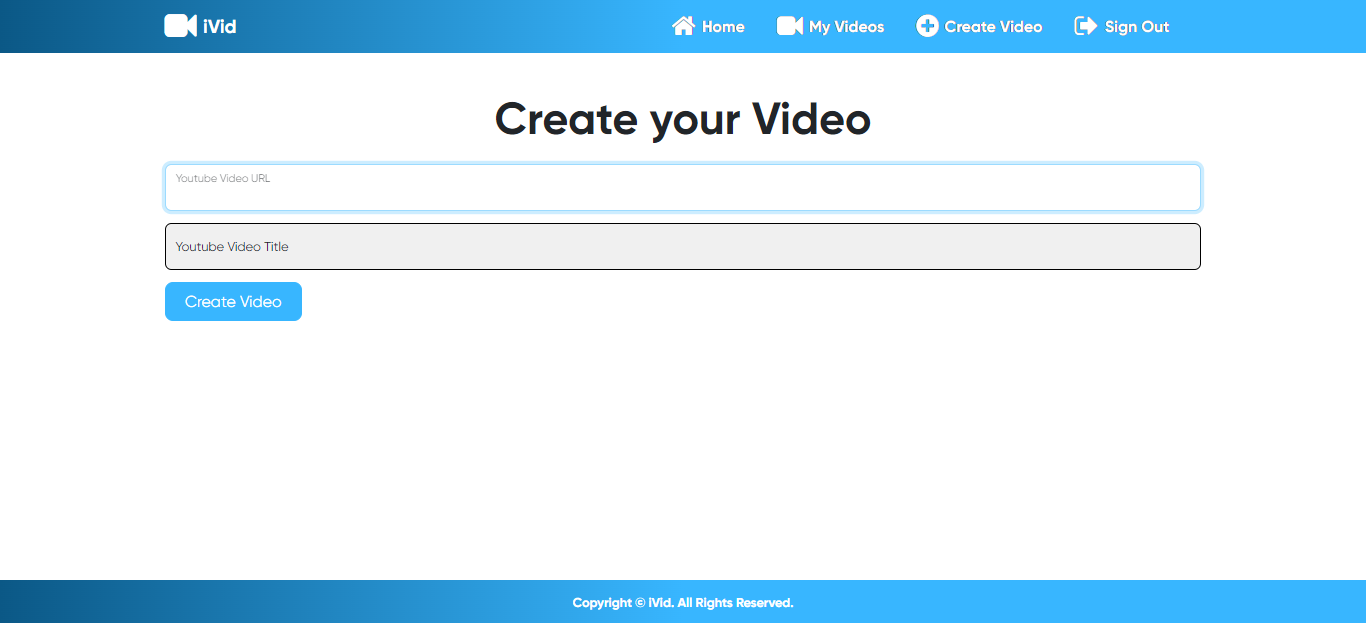 iVid
Home
My Videos
Create Video
Sign Out
Create your Video
Youtube Video URL
Youtube Video Title
Create Video
Copyright © iVid. All Rights Reserved.